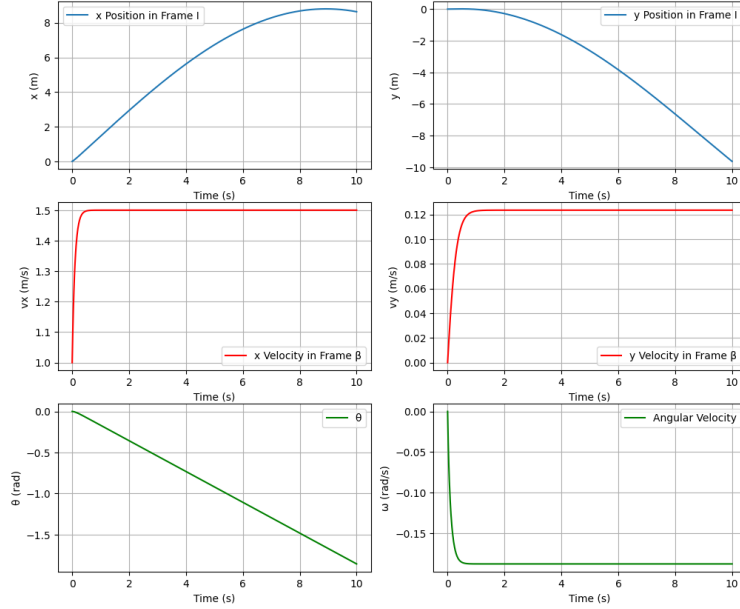 x Position in Frame I
x (m)
8
6
4
2
0
0 2 4 6 8 10
Time (s)
y Position in Frame I
y (m)
0
−2
−4
−6
−8
−10
0 2 4 6 8 10
Time (s)
x Velocity in Frame β
vx (m/s)
1.5
1.4
1.3
1.2
1.1
1.0
0 2 4 6 8 10
Time (s)
y Velocity in Frame β
vy (m/s)
0.12
0.10
0.08
0.06
0.04
0.02
0.00
0 2 4 6 8 10
Time (s)
θ
θ (rad)
0.0
−0.5
−1.0
−1.5
0 2 4 6 8 10
Time (s)
Angular Velocity
ω (rad/s)
0.00
−0.05
−0.10
−0.15
0 2 4 6 8 10
Time (s)